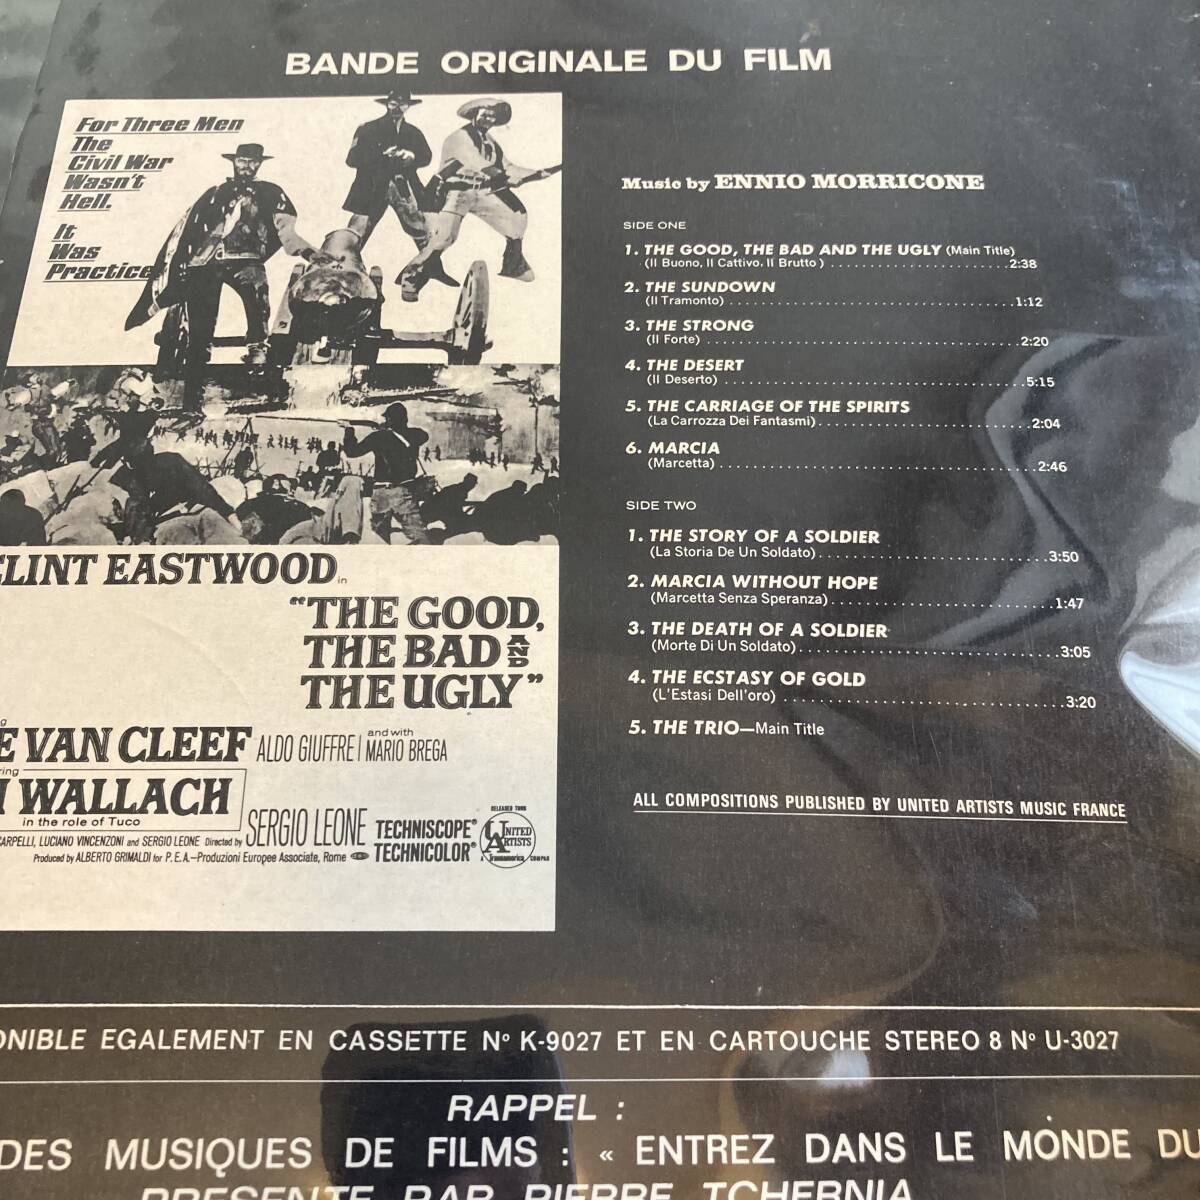 BANDE ORIGINALE DU FILM
For Three Men
The
Civil War
Wasn't
Hell.
It
Was
Practice
CLINT EASTWOOD in
"THE GOOD,
THE BAD AND
THE UGLY"
VAN CLEEF ALDO GIUFFRE | and with MARIO BREGA
WALLACH
in the role of Tuco
LUCIANO VINCENZONI and SERGIO LEONE Directed by SERGIO LEONE
Produced by ALBERTO GRIMALDI for P.E.A.—Produzioni Europee Associate, Rome
TECHNISCOPE®
TECHNICOLOR®
RELEASED THRU
UNITED
ARTISTS
Transamerica
Music by ENNIO MORRICONE
SIDE ONE
1. THE GOOD, THE BAD AND THE UGLY (Main Title)
(Il Buono, Il Cattivo. Il Brutto ) ....................2:38
2. THE SUNDOWN
(Il Tramonto) ....................1:12
3. THE STRONG
(Il Forte) ....................2:20
4. THE DESERT
(Il Deserto) ....................5:15
5. THE CARRIAGE OF THE SPIRITS
(La Carrozza Dei Fantasmi) ....................2:04
6. MARCIA
(Marcetta) ....................2:46
SIDE TWO
1. THE STORY OF A SOLDIER
(La Storia De Un Soldato) ....................3:50
2. MARCIA WITHOUT HOPE
(Marcetta Senza Speranza) ....................1:47
3. THE DEATH OF A SOLDIER
(Morte Di Un Soldato) ....................3:05
4. THE ECSTASY OF GOLD
(L'Estasi Dell'oro) ....................3:20
5. THE TRIO—Main Title
ALL COMPOSITIONS PUBLISHED BY UNITED ARTISTS MUSIC FRANCE
EGALEMENT EN CASSETTE Nº K-9027 ET EN CARTOUCHE STEREO 8 Nº U-3027
RAPPEL :
DES MUSIQUES DE FILMS : « ENTREZ DANS LE MONDE DU
PRESENTE PAR PIERRE TCHERNIA